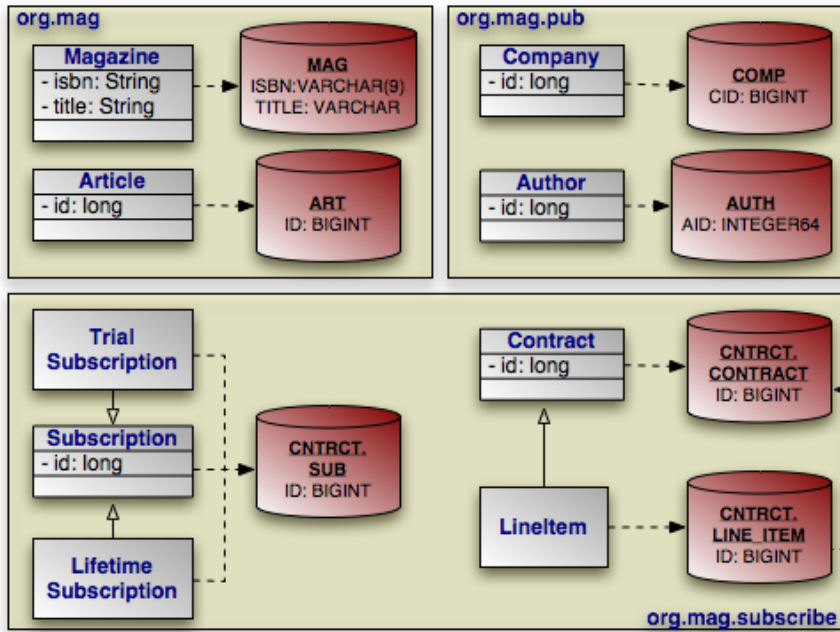 org.mag
Magazine
- isbn: String
- title: String
MAG
ISBN:VARCHAR(9)
TITLE: VARCHAR
Article
- id: long
ART
ID: BIGINT
org.mag.pub
Company
- id: long
COMP
CID: BIGINT
Author
- id: long
AUTH
AID: INTEGER64
Trial
Subscription
Subscription
- id: long
Lifetime
Subscription
CNTRCT.
SUB
ID: BIGINT
Contract
- id: long
CNTRCT.
CONTRACT
ID: BIGINT
LineItem
CNTRCT.
LINE_ITEM
ID: BIGINT
org.mag.subscribe